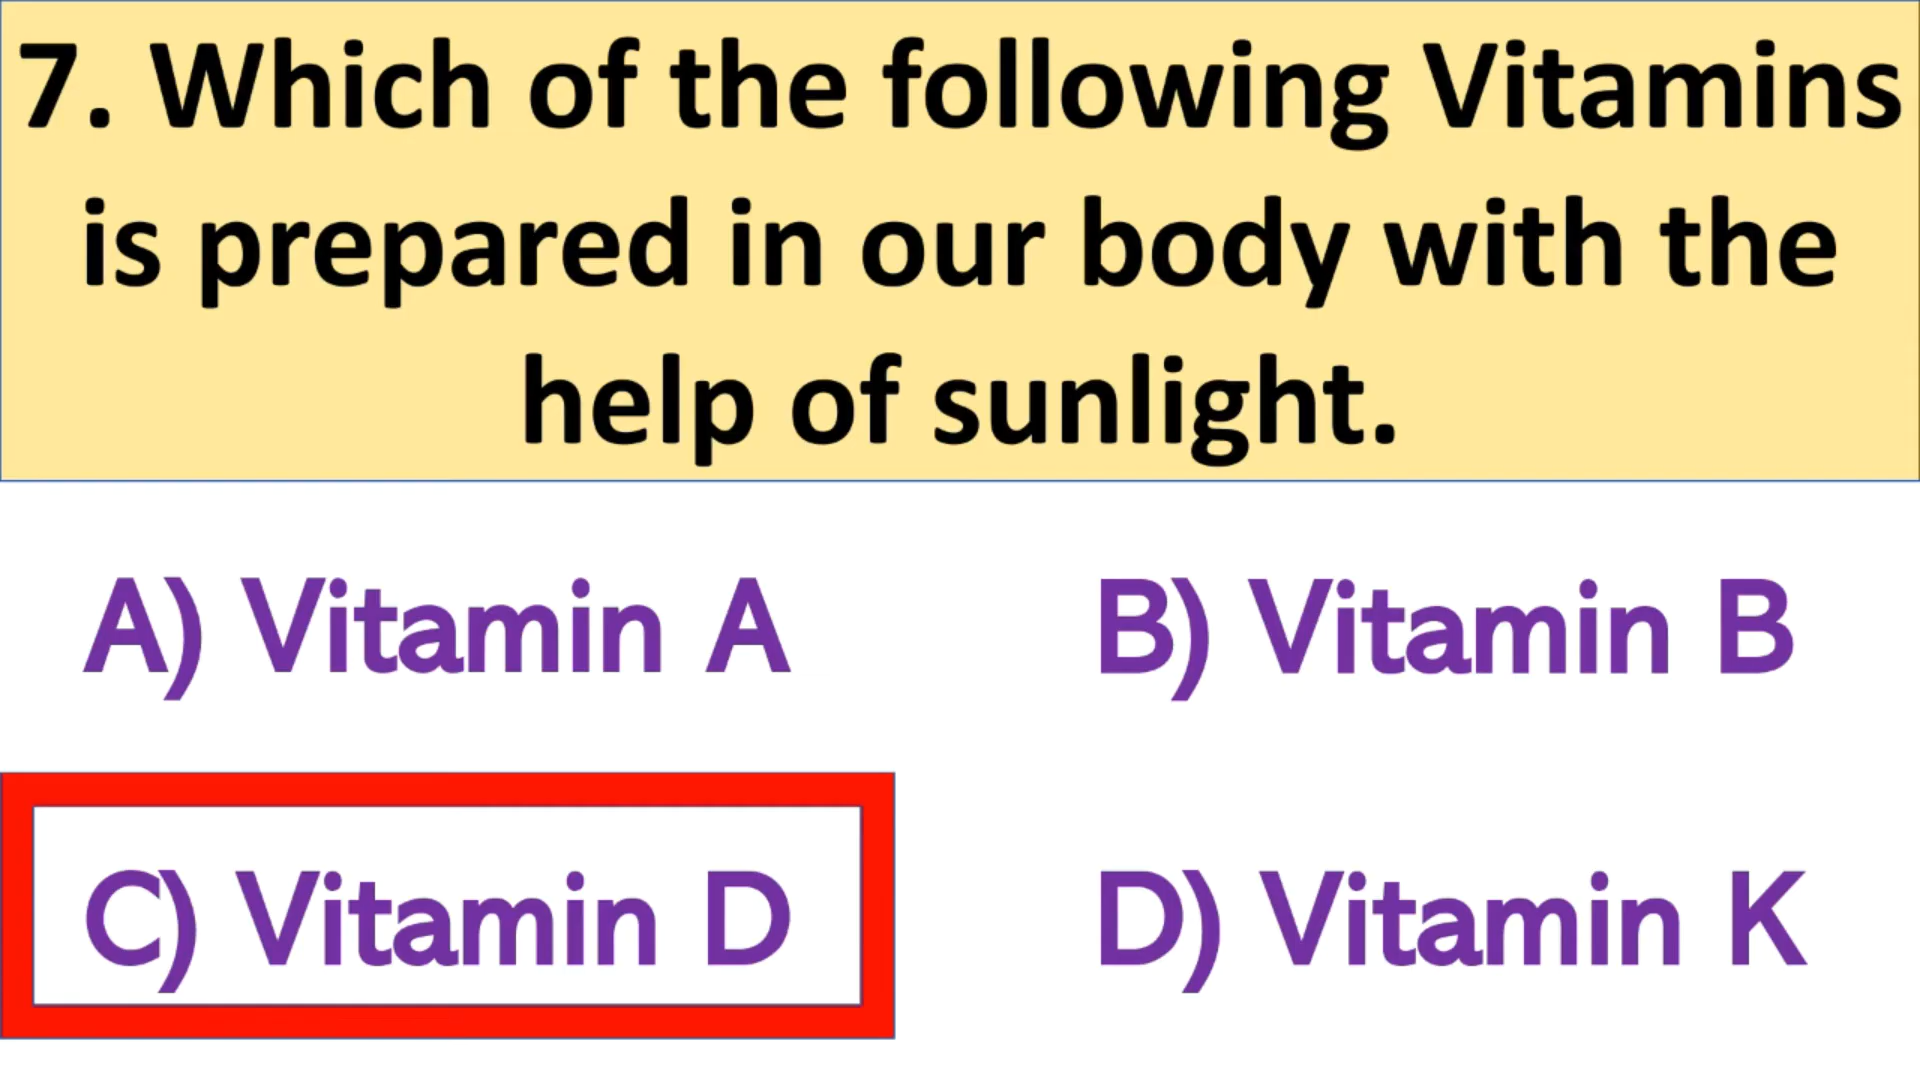 7. Which of the following Vitamins
is prepared in our body with the
help of sunlight.
A) Vitamin A
B) Vitamin B
C) Vitamin D
D) Vitamin K